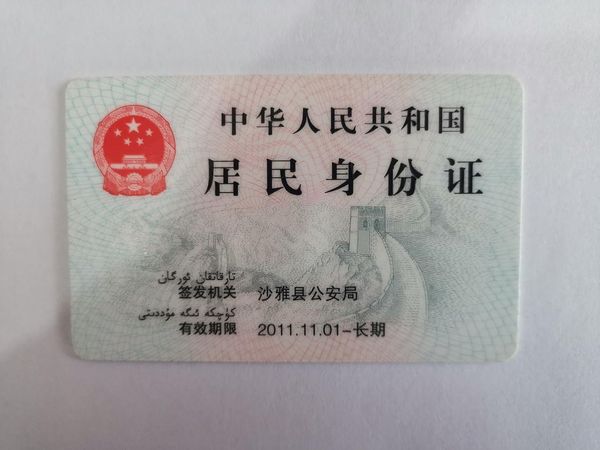 中华人民共和国
居民身份证
تارقاتقان ئورگان
签发机关 沙雅县公安局
كۈچكە ئىگە مۇددىتى
有效期限 2011.11.01-长期